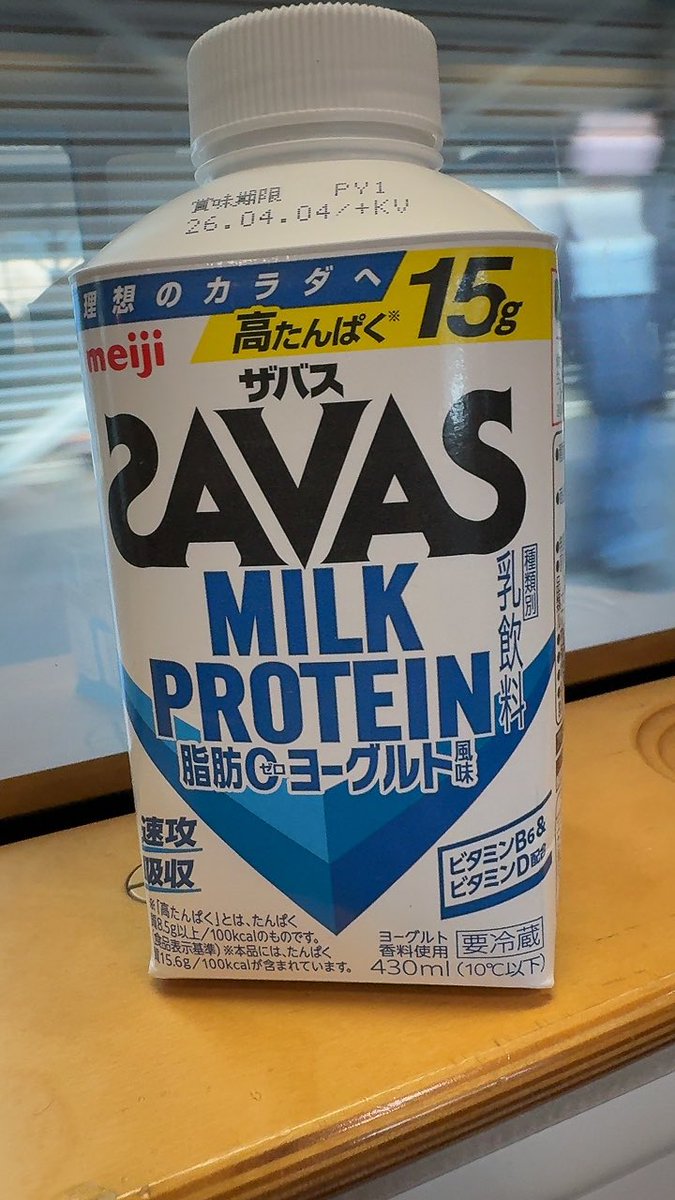 賞味期限 PY1
26.04.04/+KV
理想のカラダへ
高たんぱく※ 15g
meiji
ザバス
SAVAS
MILK
PROTEIN
種類別
乳飲料
脂肪0ゼロ ヨーグルト風味
速攻
吸収
ビタミンB6&
ビタミンD配合
※「高たんぱく」とは、たんぱく
質8.5g以上/100kcalのものです。
(食品表示基準) ※本品には、たんぱく
質15.6g/100kcalが含まれています。
ヨーグルト
香料使用
要冷蔵
430ml (10℃以下)